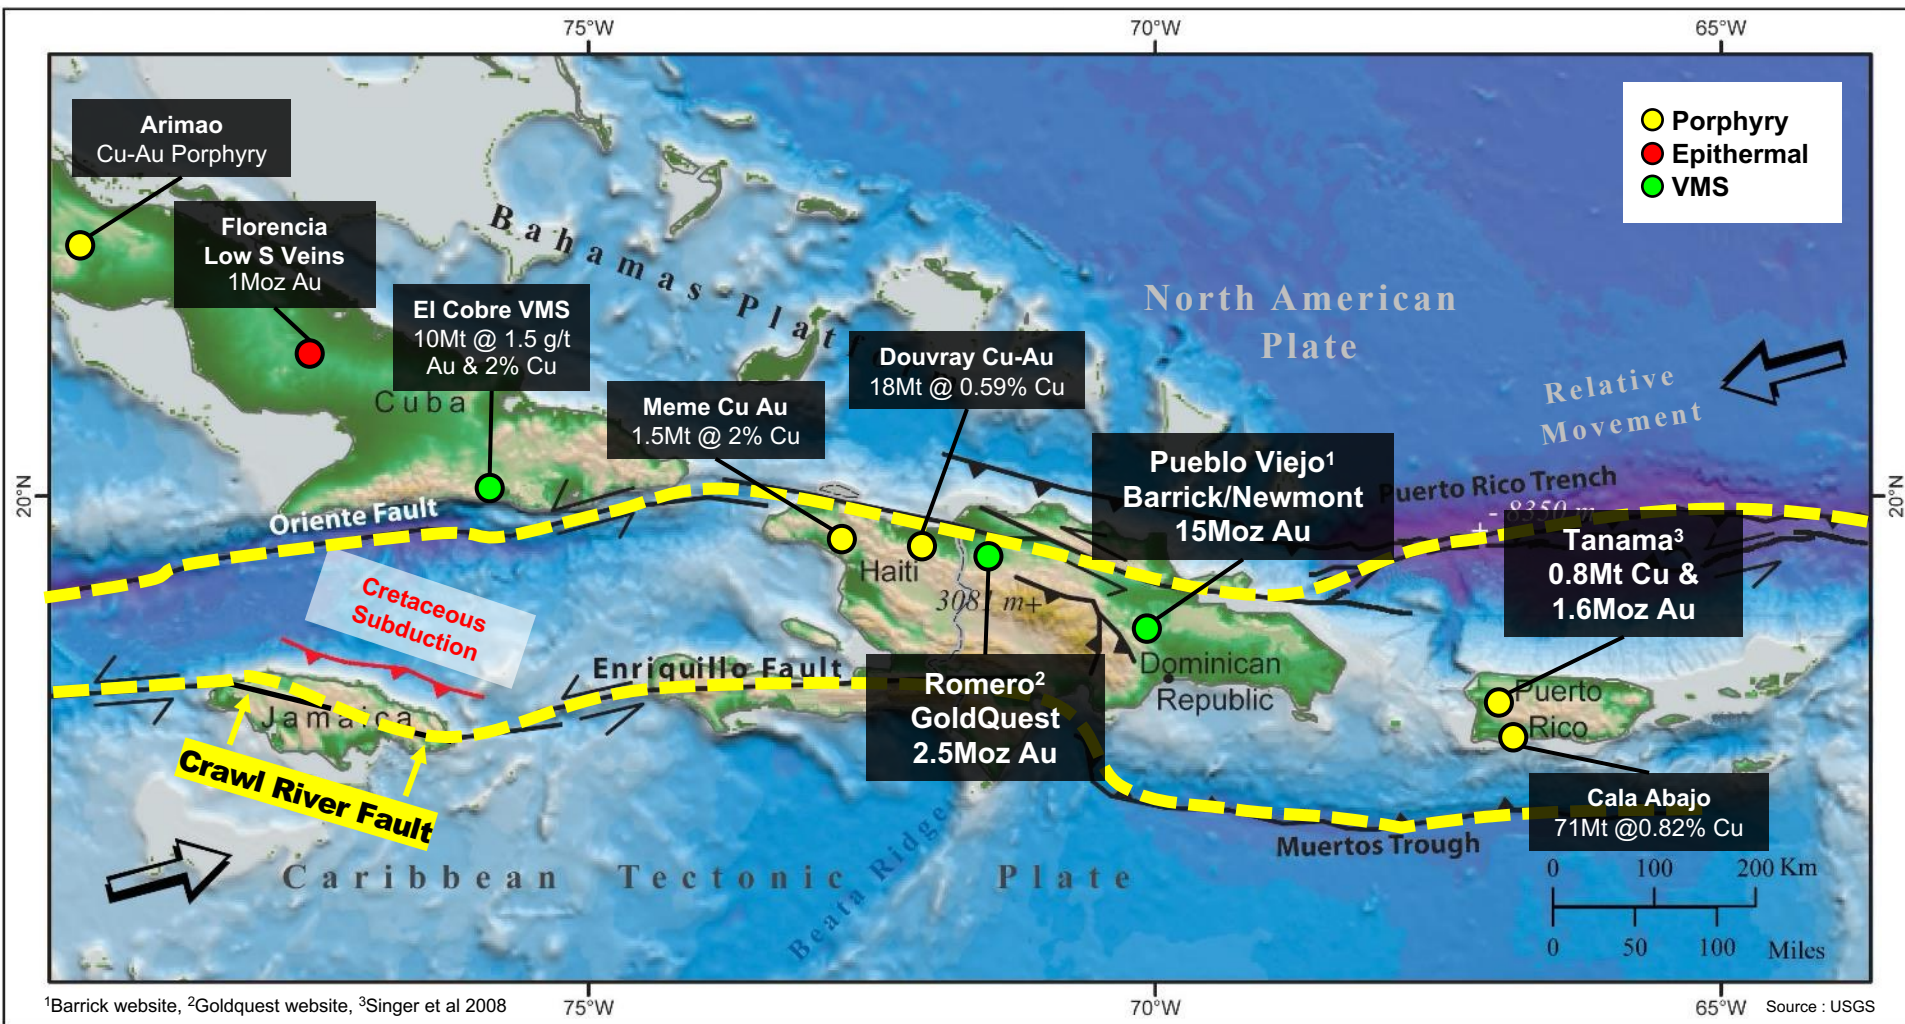 75°W
70°W
65°W
Arimao
Cu-Au Porphyry
Porphyry
Epithermal
VMS
Florencia
Low S Veins
1Moz Au
Bahamas Platform
El Cobre VMS
10Mt @ 1.5 g/t
Au & 2% Cu
North American
Plate
Douvray Cu-Au
18Mt @ 0.59% Cu
Cuba
Meme Cu Au
1.5Mt @ 2% Cu
Relative
Movement
Pueblo Viejo¹
Barrick/Newmont
15Moz Au
20°N
20°N
Puerto Rico Trench
- 8350 m
+
Oriente Fault
Tanama³
0.8Mt Cu &
1.6Moz Au
Haiti
3081 m+
Cretaceous
Subduction
Enriquillo Fault
Dominican
Republic
Romero²
GoldQuest
2.5Moz Au
Puerto
Rico
Jamaica
Crawl River Fault
Cala Abajo
71Mt @0.82% Cu
Muertos Trough
Caribbean Tectonic Plate
Beata Ridge
0 100 200 Km
0 50 100 Miles
¹Barrick website, ²Goldquest website, ³Singer et al 2008
75°W
70°W
65°W
Source : USGS